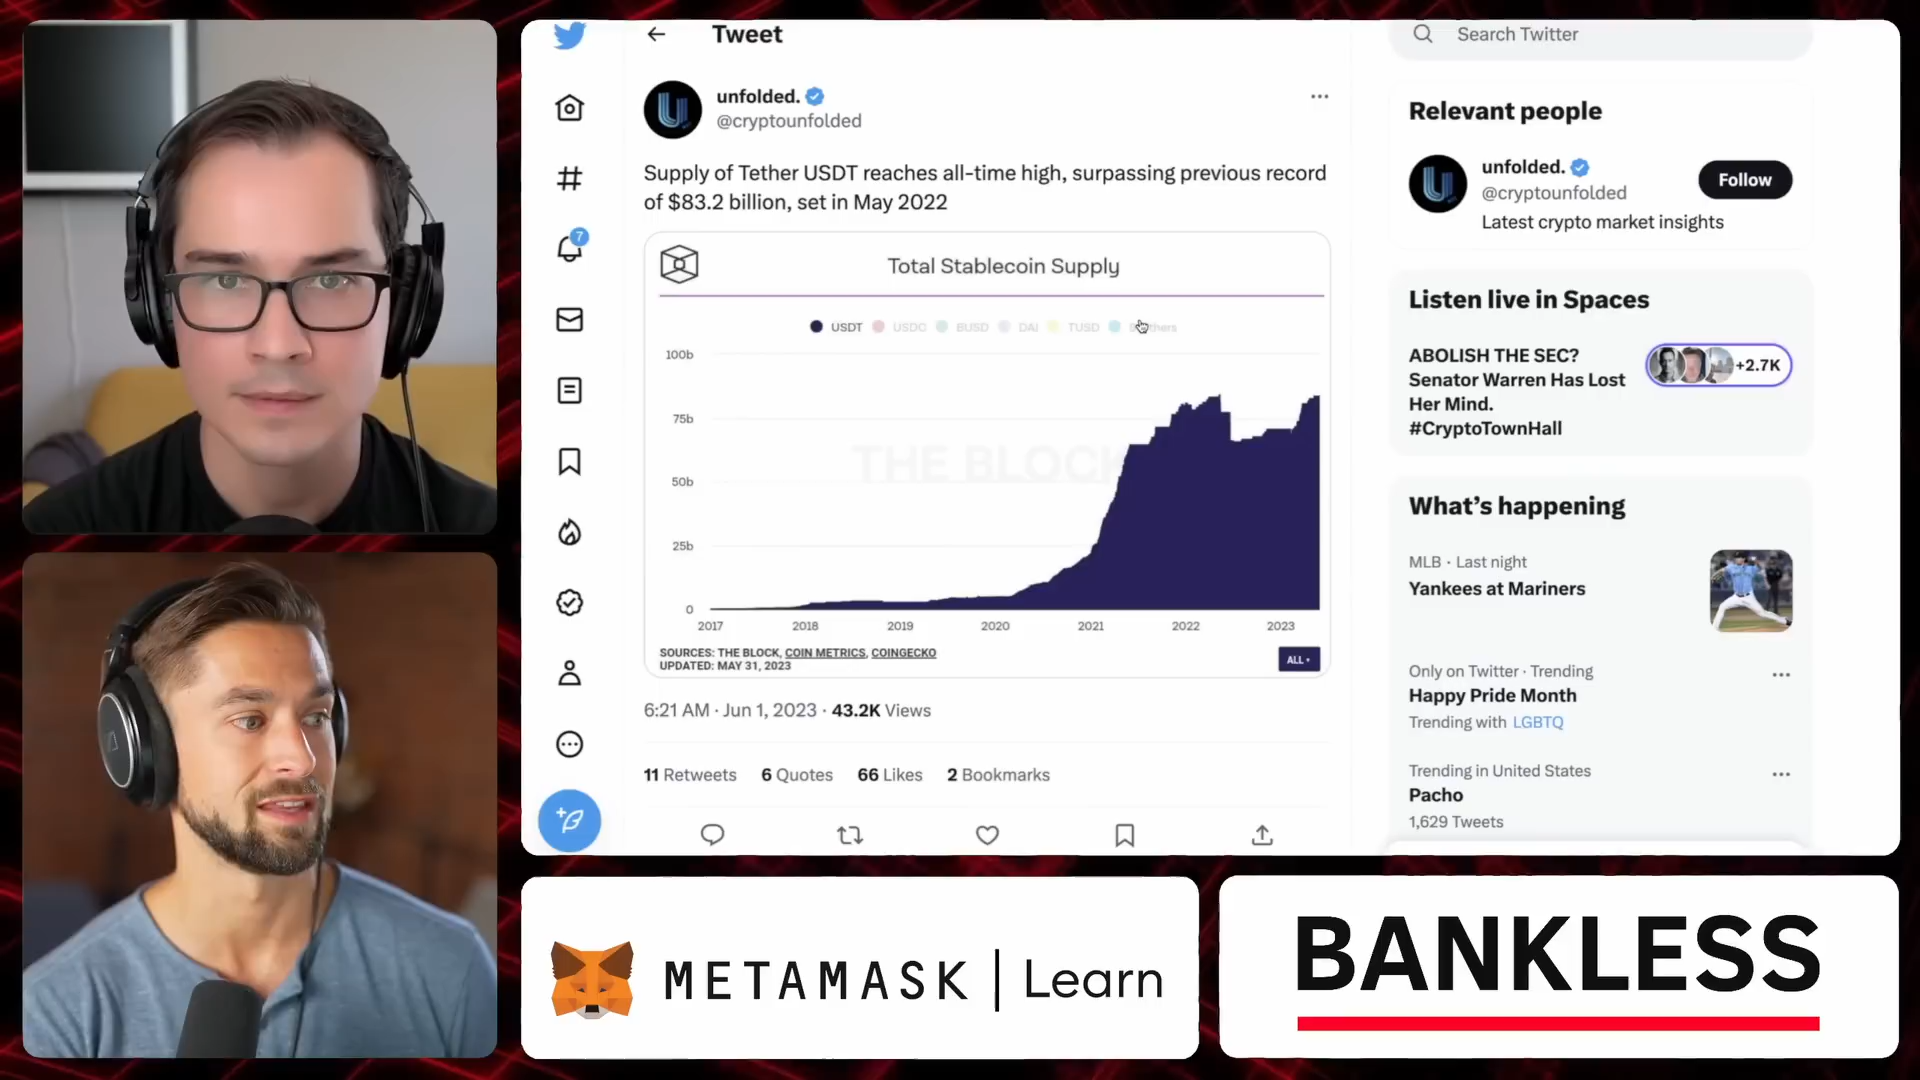 Tweet
unfolded.
@cryptounfolded
Supply of Tether USDT reaches all-time high, surpassing previous record
of $83.2 billion, set in May 2022
Total Stablecoin Supply
USDT USDC BUSD DAI TUSD
100b
75b
50b
25b
0
THE BLOCK
2017 2018 2019 2020 2021 2022 2023
SOURCES: THE BLOCK, COIN METRICS, COINGECKO
UPDATED: MAY 31, 2023
ALL
6:21 AM · Jun 1, 2023 · 43.2K Views
11 Retweets 6 Quotes 66 Likes 2 Bookmarks
7
Search Twitter
Relevant people
unfolded.
@cryptounfolded
Follow
Latest crypto market insights
Listen live in Spaces
ABOLISH THE SEC?
Senator Warren Has Lost
Her Mind.
#CryptoTownHall
+2.7K
What's happening
MLB · Last night
Yankees at Mariners
Only on Twitter · Trending
Happy Pride Month
Trending with LGBTQ
Trending in United States
Pacho
1,629 Tweets
METAMASK | Learn
BANKLESS